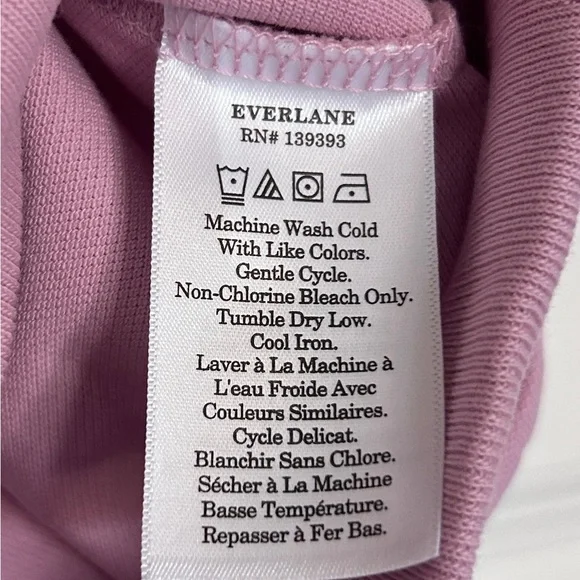 EVERLANE
RN# 139393
Machine Wash Cold
With Like Colors.
Gentle Cycle.
Non-Chlorine Bleach Only.
Tumble Dry Low.
Cool Iron.
Laver à La Machine à
L'eau Froide Avec
Couleurs Similaires.
Cycle Delicat.
Blanchir Sans Chlore.
Sécher à La Machine
Basse Température.
Repasser à Fer Bas.